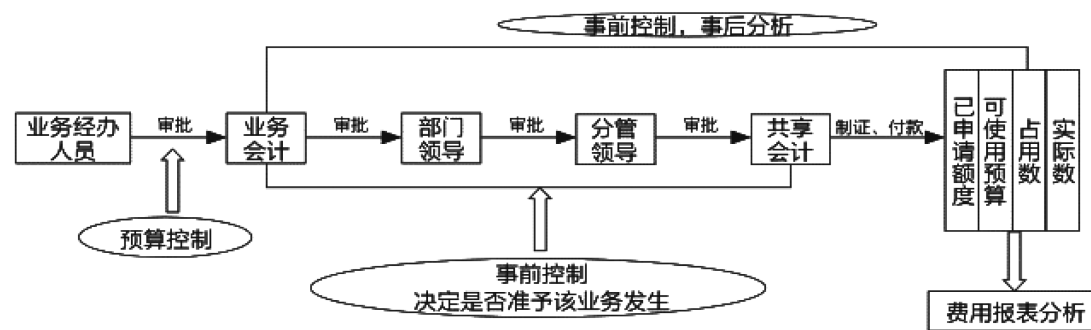 事前控制，事后分析
业务经办
人员
审批
业务
会计
审批
部门
领导
审批
分管
领导
审批
共享
会计
制证、付款
已申请额度
可使用预算
占用数
实际数
预算控制
事前控制
决定是否准予该业务发生
费用报表分析